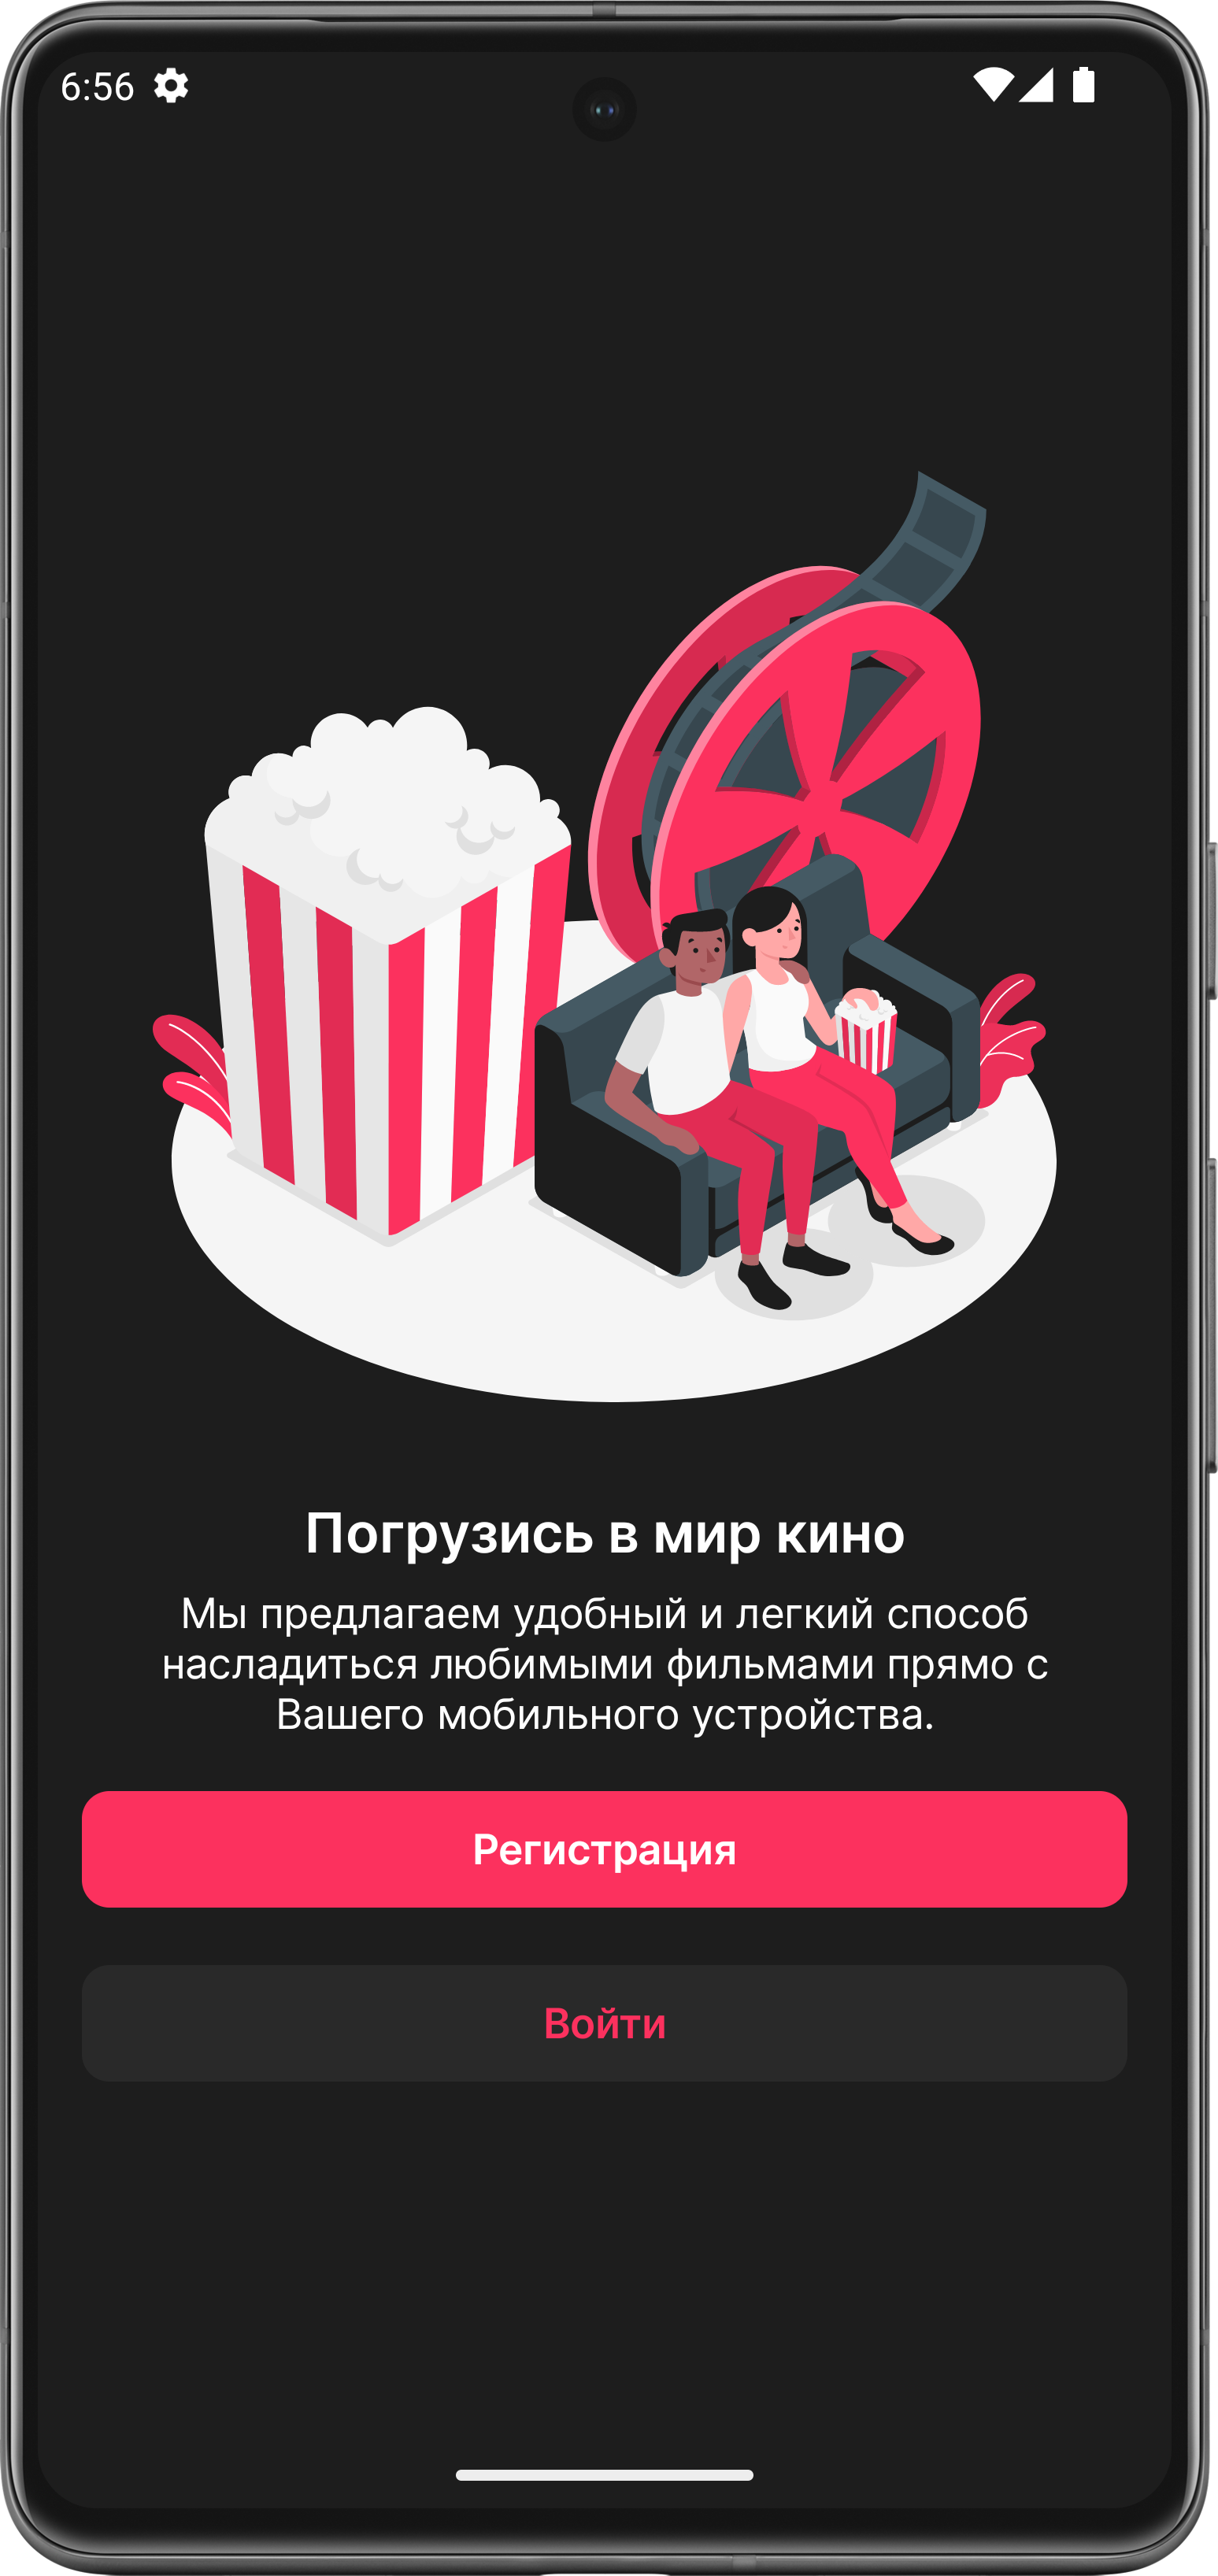 6:56
Погрузись в мир кино
Мы предлагаем удобный и легкий способ
насладиться любимыми фильмами прямо с
Вашего мобильного устройства.
Регистрация
Войти